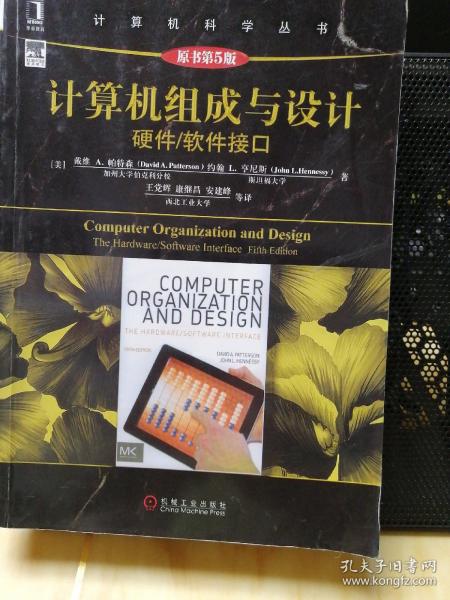 计算机科学丛书
华章教育
原书第5版
计算机组成与设计
硬件/软件接口
[美] 戴维 A. 帕特森 (David A. Patterson) 约翰 L. 亨尼斯 (John L. Hennessy) 著
加州大学伯克利分校 斯坦福大学
王党辉 康继昌 安建峰 等译
西北工业大学
Computer Organization and Design
The Hardware/Software Interface Fifth Edition
COMPUTER
ORGANIZATION
AND DESIGN
THE HARDWARE/SOFTWARE INTERFACE
FIFTH EDITION
DAVID A. PATTERSON
JOHN L. HENNESSY
MK
机械工业出版社
China Machine Press
孔夫子旧书网
www.kongfz.com